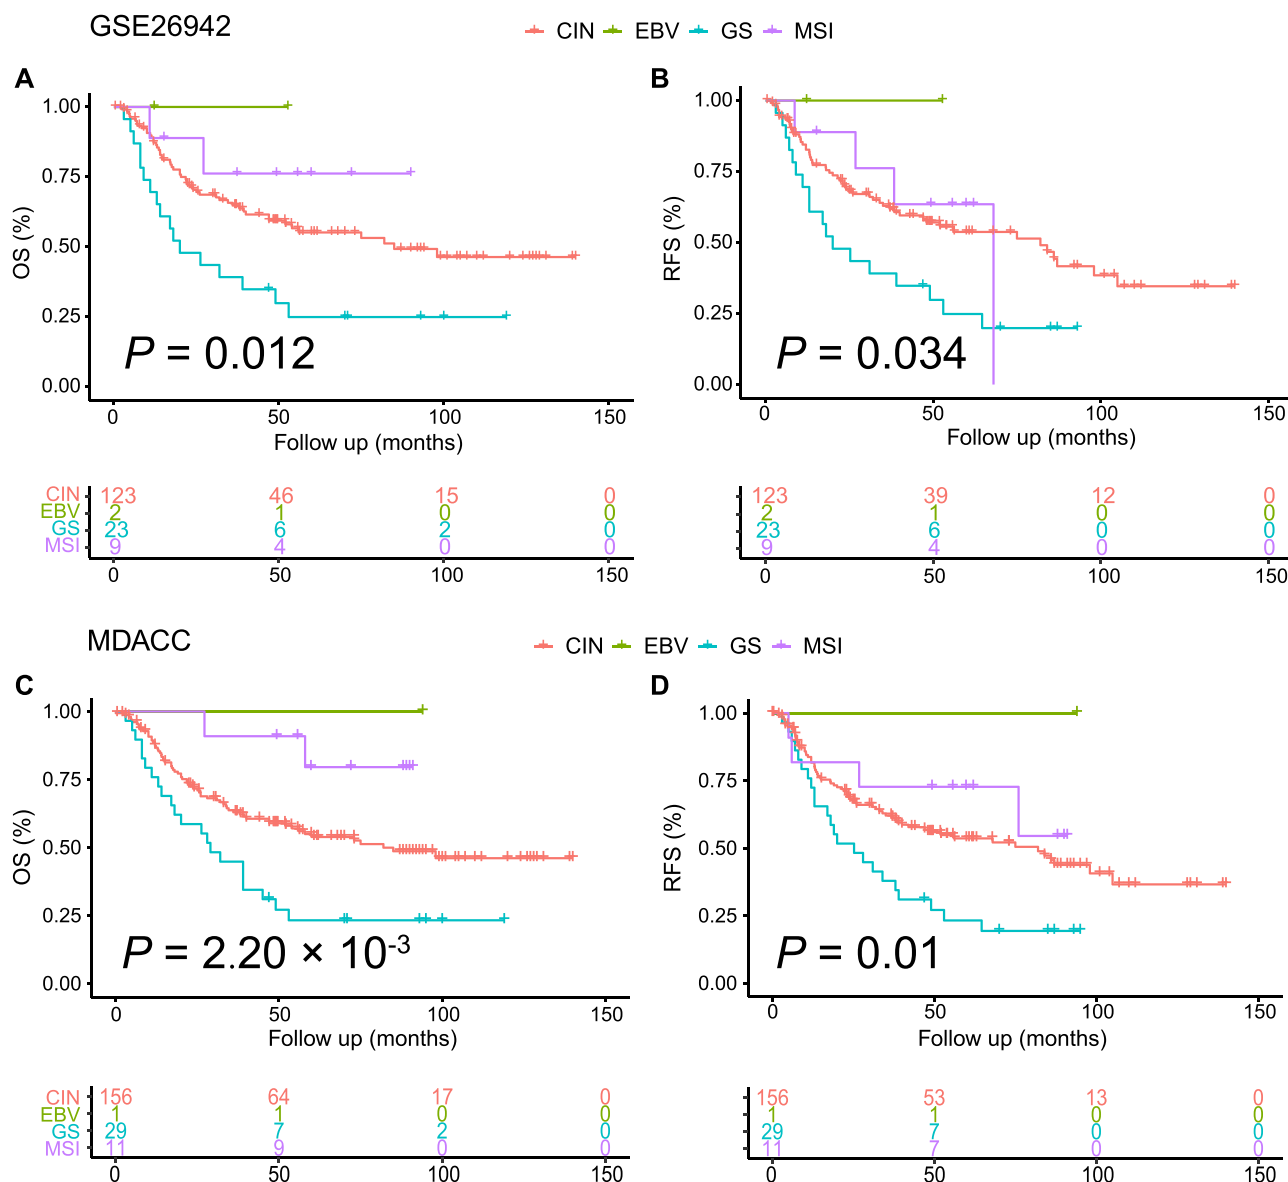 GSE26942
CIN EBV GS MSI
A
B
OS (%)
1.00
0.75
0.50
0.25
0.00
P = 0.012
0 50 100 150
Follow up (months)
RFS (%)
1.00
0.75
0.50
0.25
0.00
P = 0.034
0 50 100 150
Follow up (months)
CIN 123 46 15 0
EBV 2 1 0 0
GS 23 6 2 0
MSI 9 4 0 0
0 50 100 150
123 39 12 0
2 1 0 0
23 6 0 0
9 4 0 0
0 50 100 150
MDACC
CIN EBV GS MSI
C
D
OS (%)
1.00
0.75
0.50
0.25
0.00
P = 2.20 × 10⁻³
0 50 100 150
Follow up (months)
RFS (%)
1.00
0.75
0.50
0.25
0.00
P = 0.01
0 50 100 150
Follow up (months)
CIN 156 64 17 0
EBV 1 1 0 0
GS 29 7 2 0
MSI 11 9 0 0
0 50 100 150
156 53 13 0
1 1 0 0
29 7 0 0
11 7 0 0
0 50 100 150